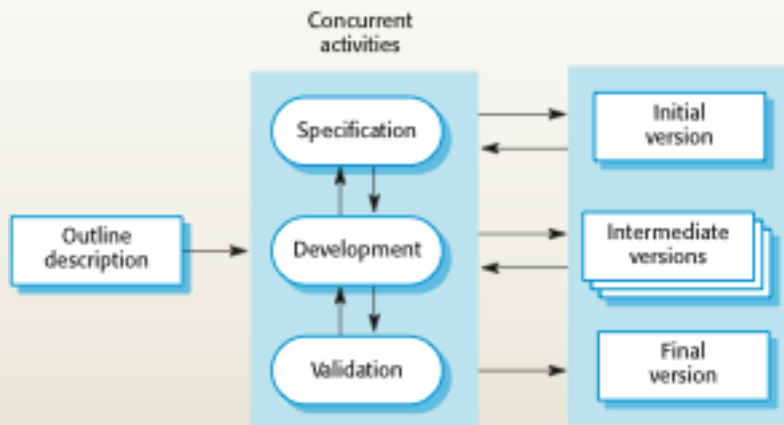 Concurrent
activities
Specification
Initial
version
Outline
description
Development
Intermediate
versions
Validation
Final
version